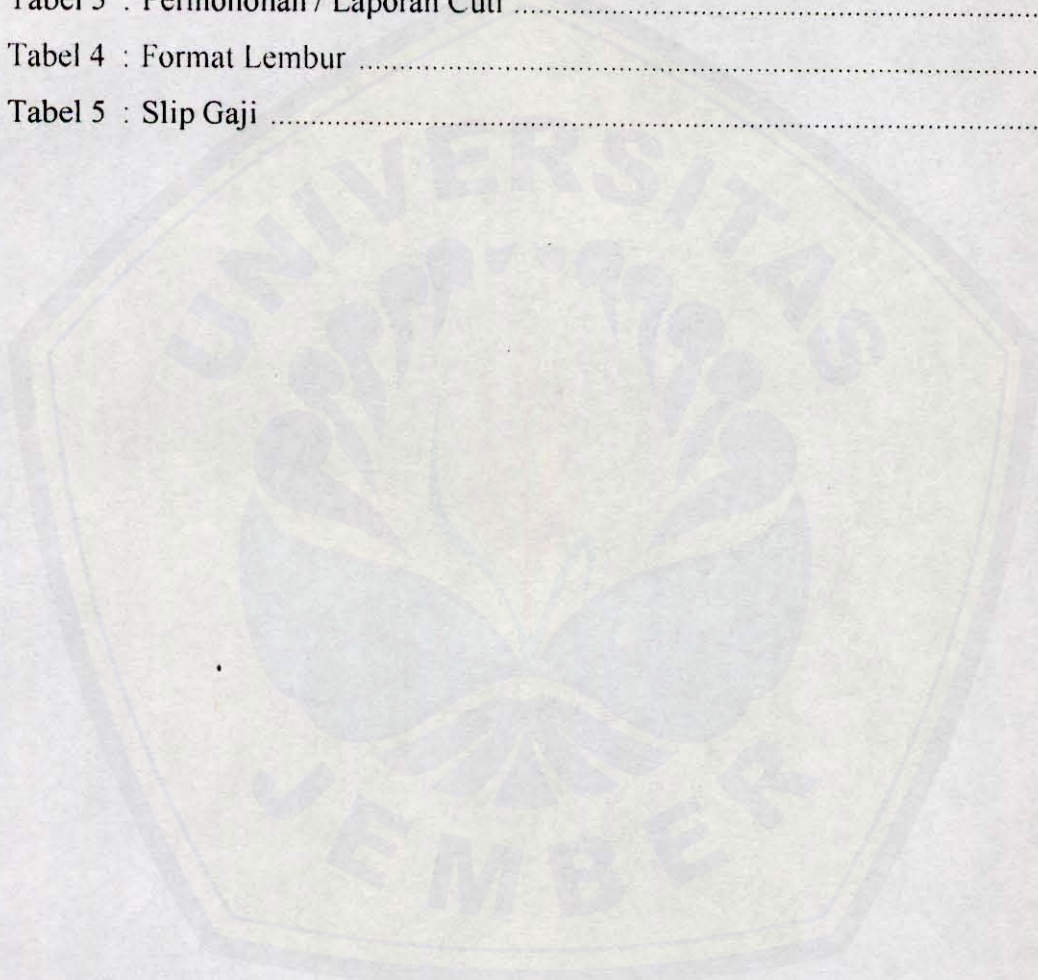 Tabel 3 : Permohonan / Laporan Cuti ........................................
Tabel 4 : Format Lembur ........................................
Tabel 5 : Slip Gaji ........................................
UNIVERSITAS
JEMBER